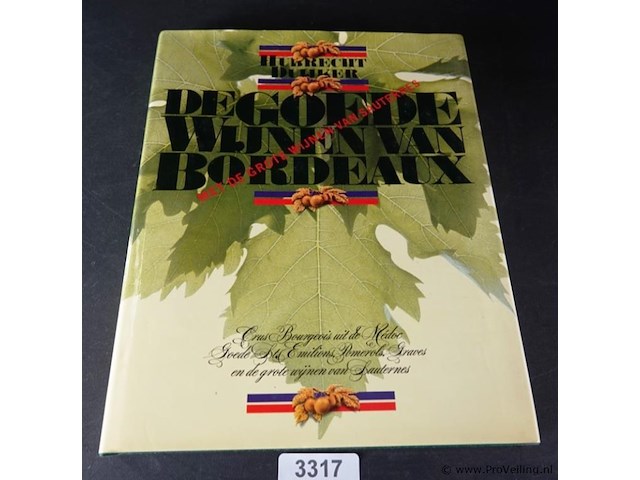 HUBRECHT
DUIJKER
DE GOEDE
WIJNEN VAN
BORDEAUX
MET DE GROTE WIJNEN VAN SAUTERNES
Crus Bourgeois uit de Médoc
Goede St. Emilions, Pomerols, Graves
en de grote wijnen van Sauternes
3317
© www.ProVeiling.nl